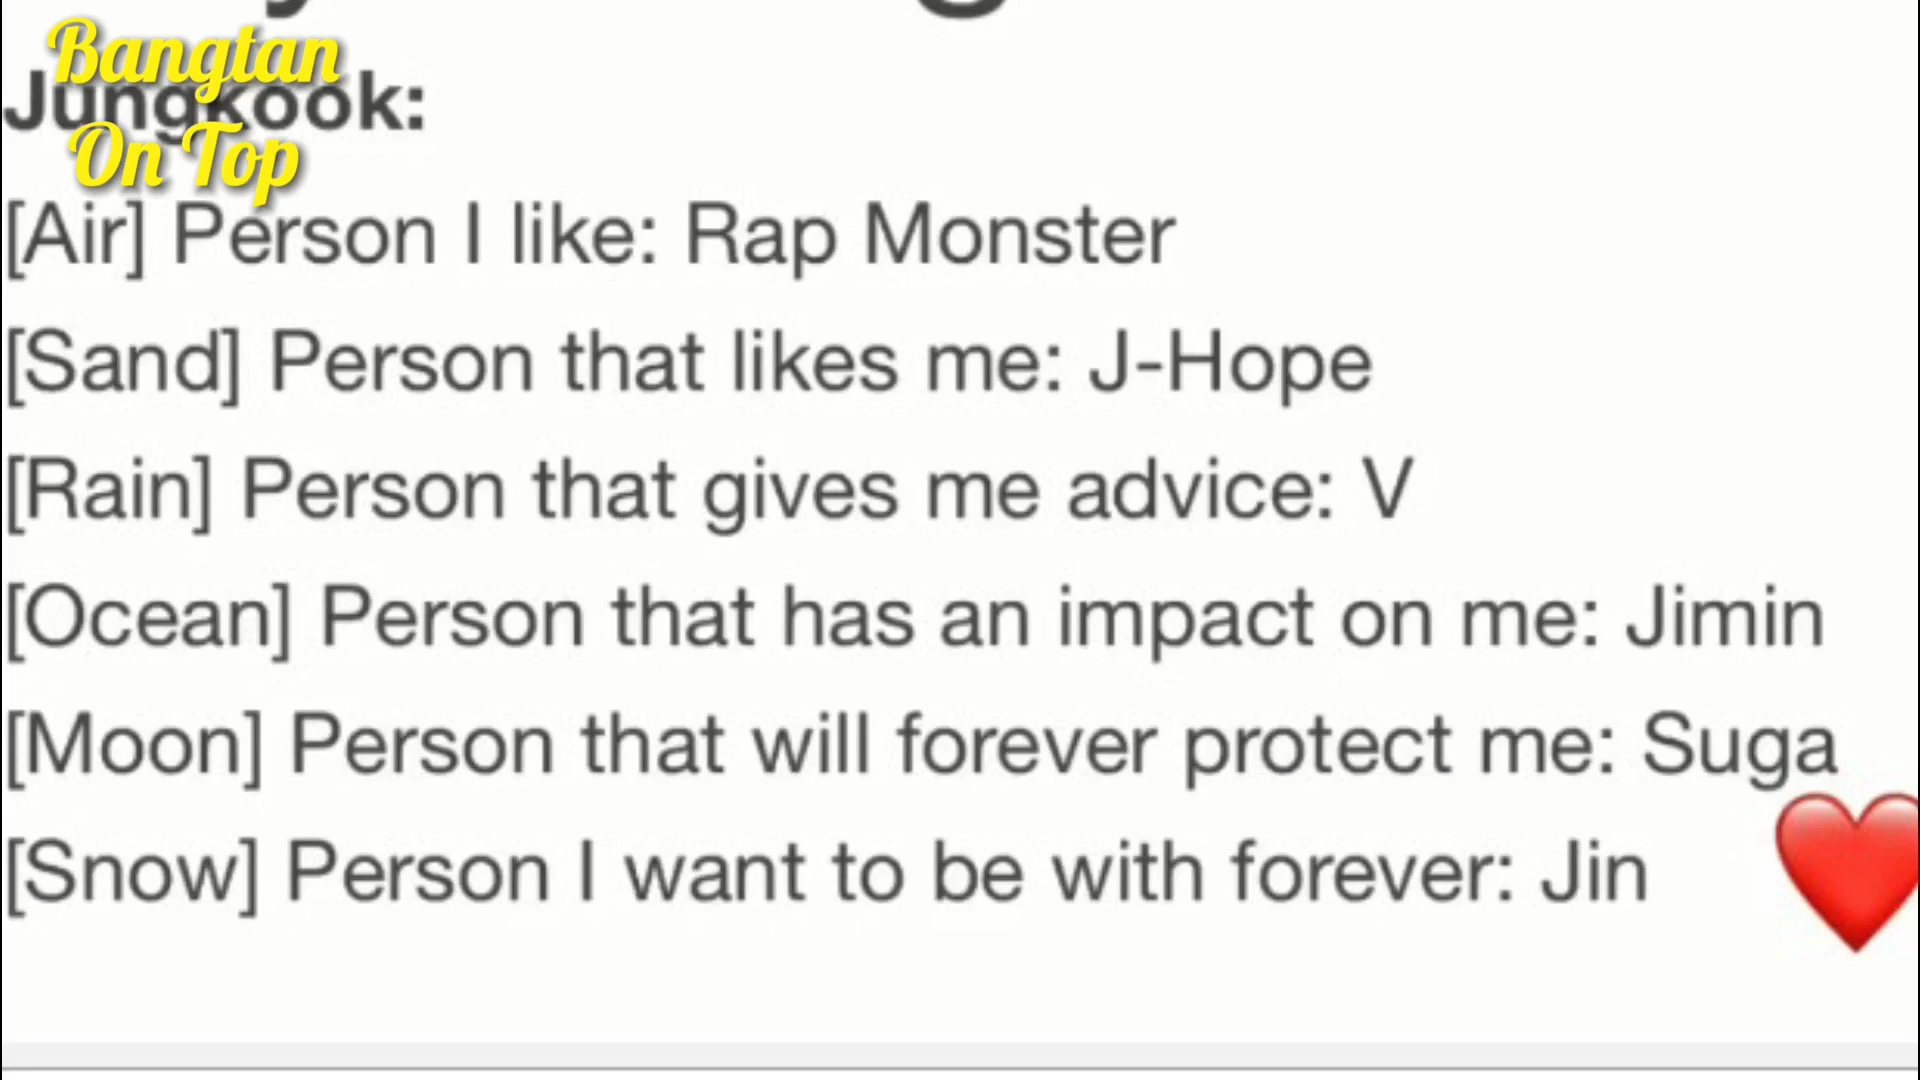 Bangtan
Jungkook:
On Top
[Air] Person I like: Rap Monster
[Sand] Person that likes me: J-Hope
[Rain] Person that gives me advice: V
[Ocean] Person that has an impact on me: Jimin
[Moon] Person that will forever protect me: Suga
[Snow] Person I want to be with forever: Jin